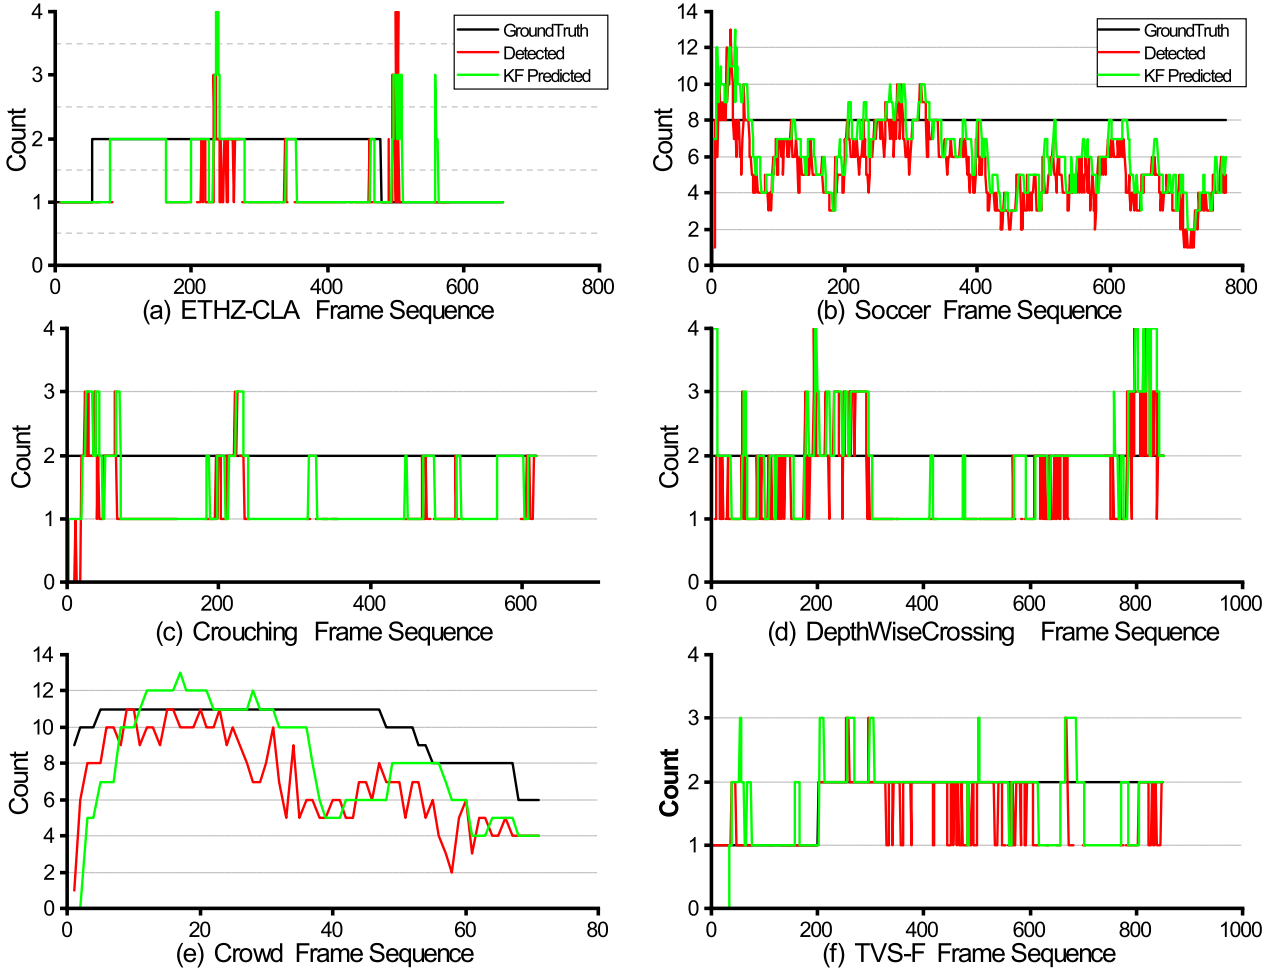 4
3
2
1
0
Count
GroundTruth
Detected
KF Predicted
0 200 400 600 800
(a) ETHZ-CLA Frame Sequence
14
12
10
8
6
4
2
0
Count
GroundTruth
Detected
KF Predicted
0 200 400 600 800
(b) Soccer Frame Sequence
4
3
2
1
0
Count
0 200 400 600
(c) Crouching Frame Sequence
4
3
2
1
0
Count
0 200 400 600 800 1000
(d) DepthWiseCrossing Frame Sequence
14
12
10
8
6
4
2
0
Count
0 20 40 60 80
(e) Crowd Frame Sequence
4
3
2
1
0
Count
0 200 400 600 800 1000
(f) TVS-F Frame Sequence